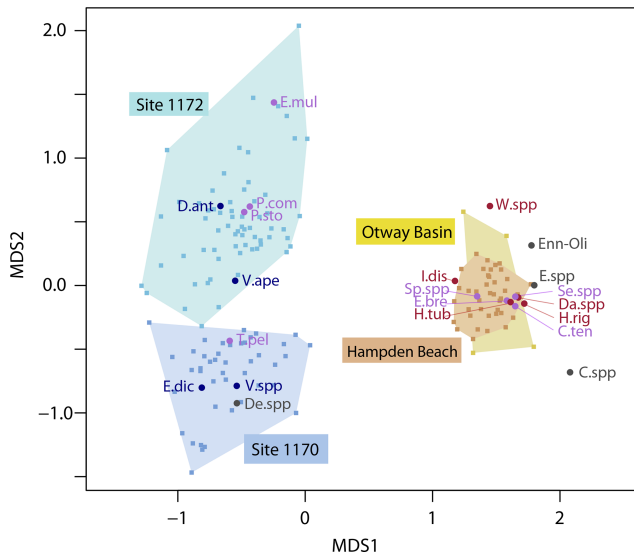 2.0
E.mul
Site 1172
1.0
P.com
D.ant
P.sto
W.spp
Otway Basin
Enn-Oli
MDS2
0.0
V.ape
I.dis
E.spp
Sp.spp
Se.spp
E.bre
Da.spp
H.tub
H.rig
C.ten
T.pel
Hampden Beach
E.dic
V.spp
De.spp
C.spp
−1.0
Site 1170
−1
0
1
2
MDS1